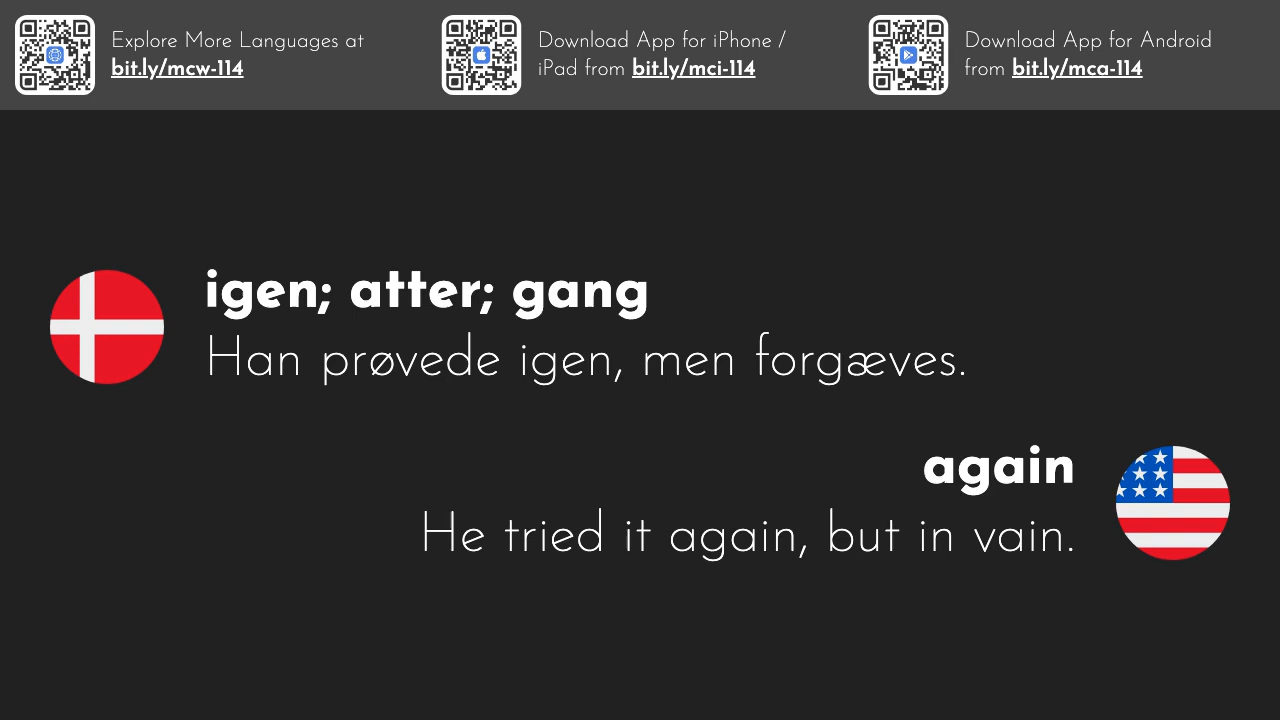 Explore More Languages at
bit.ly/mcw-114
Download App for iPhone /
iPad from bit.ly/mci-114
Download App for Android
from bit.ly/mca-114
igen; atter; gang
Han prøvede igen, men forgæves.
again
He tried it again, but in vain.